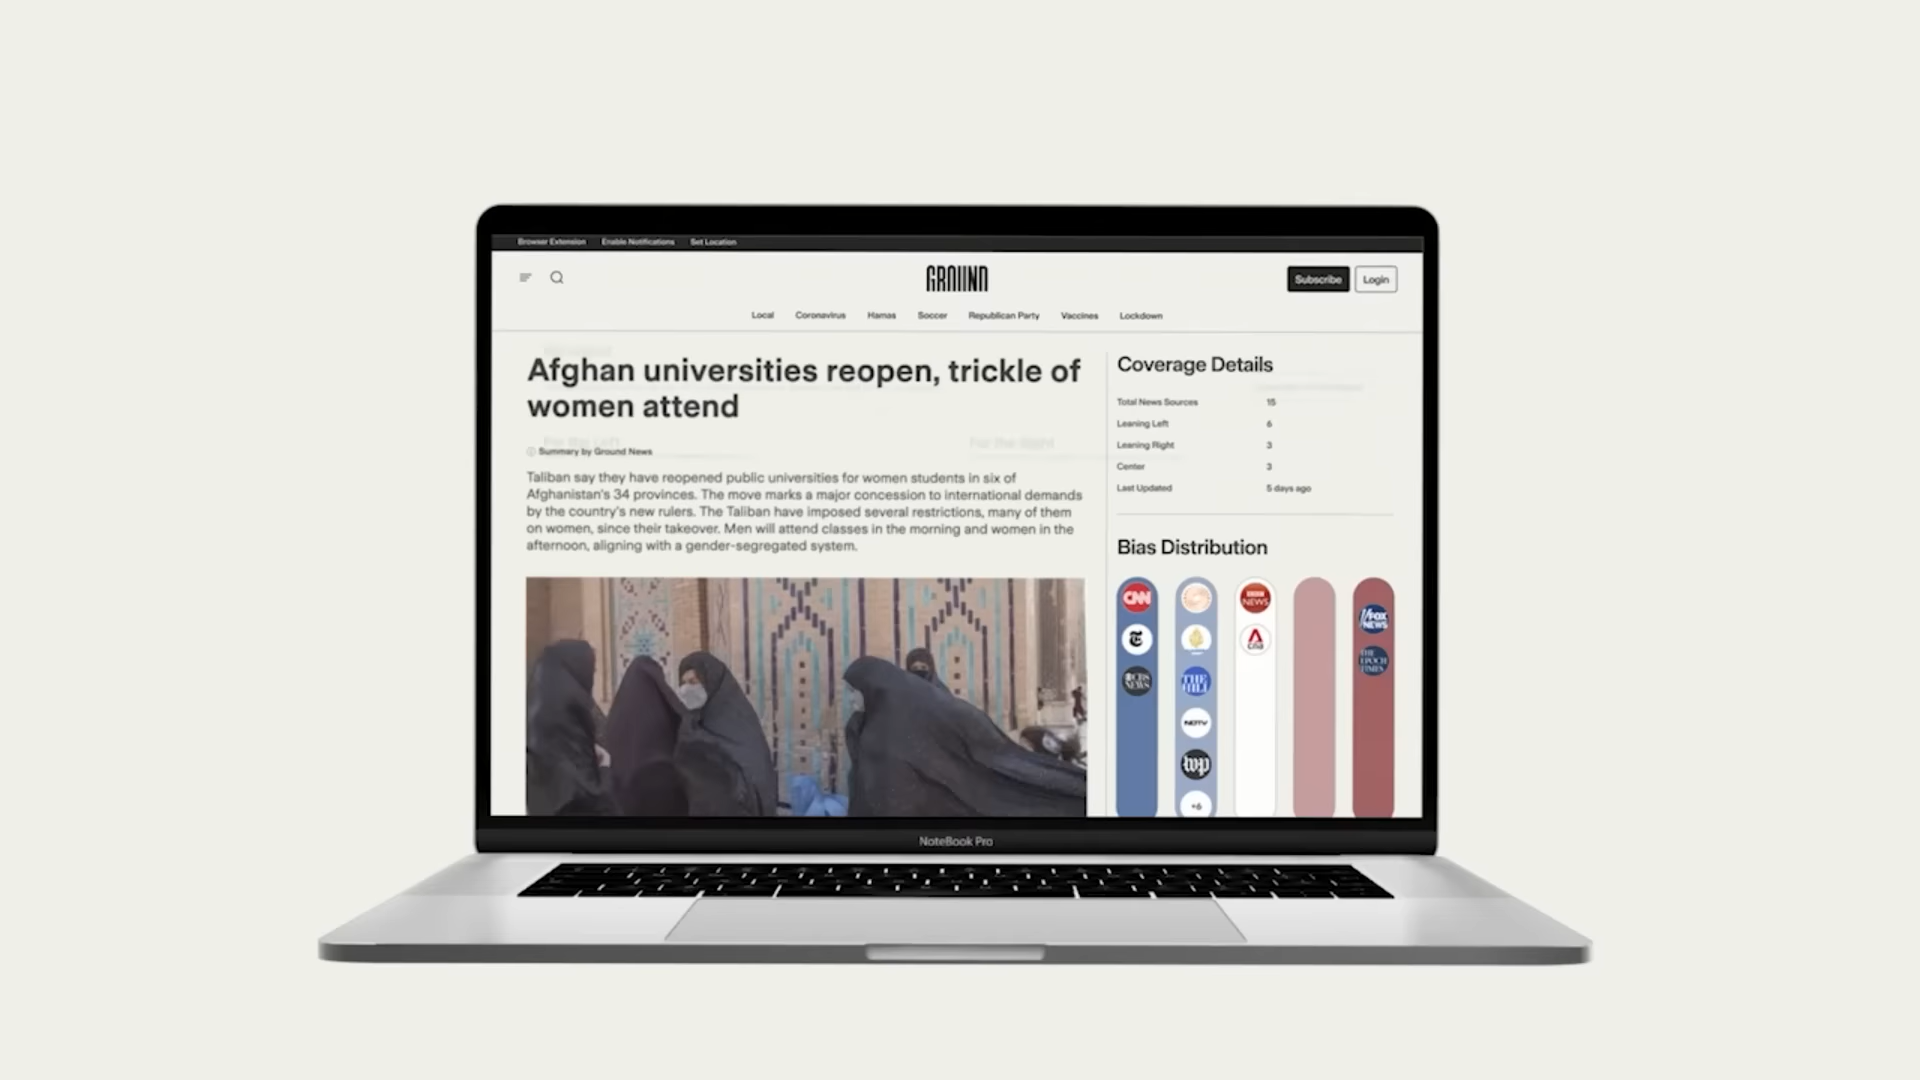 Browser Extension Enable Notifications Set Location
GROUND
Subscribe Login
Local Coronavirus Hamas Soccer Republican Party Vaccines Lockdown
Afghan universities reopen, trickle of
women attend
Summary by Ground News
Taliban say they have reopened public universities for women students in six of
Afghanistan's 34 provinces. The move marks a major concession to international demands
by the country's new rulers. The Taliban have imposed several restrictions, many of them
on women, since their takeover. Men will attend classes in the morning and women in the
afternoon, aligning with a gender-segregated system.
Coverage Details
Total News Sources 15
Leaning Left 6
Leaning Right 3
Center 3
Last Updated 5 days ago
Bias Distribution
CNN
T
CBS NEWS
THE HILL
NDTV
wp
+6
BBC NEWS
cna
FOX NEWS
THE EPOCH TIMES
NoteBook Pro